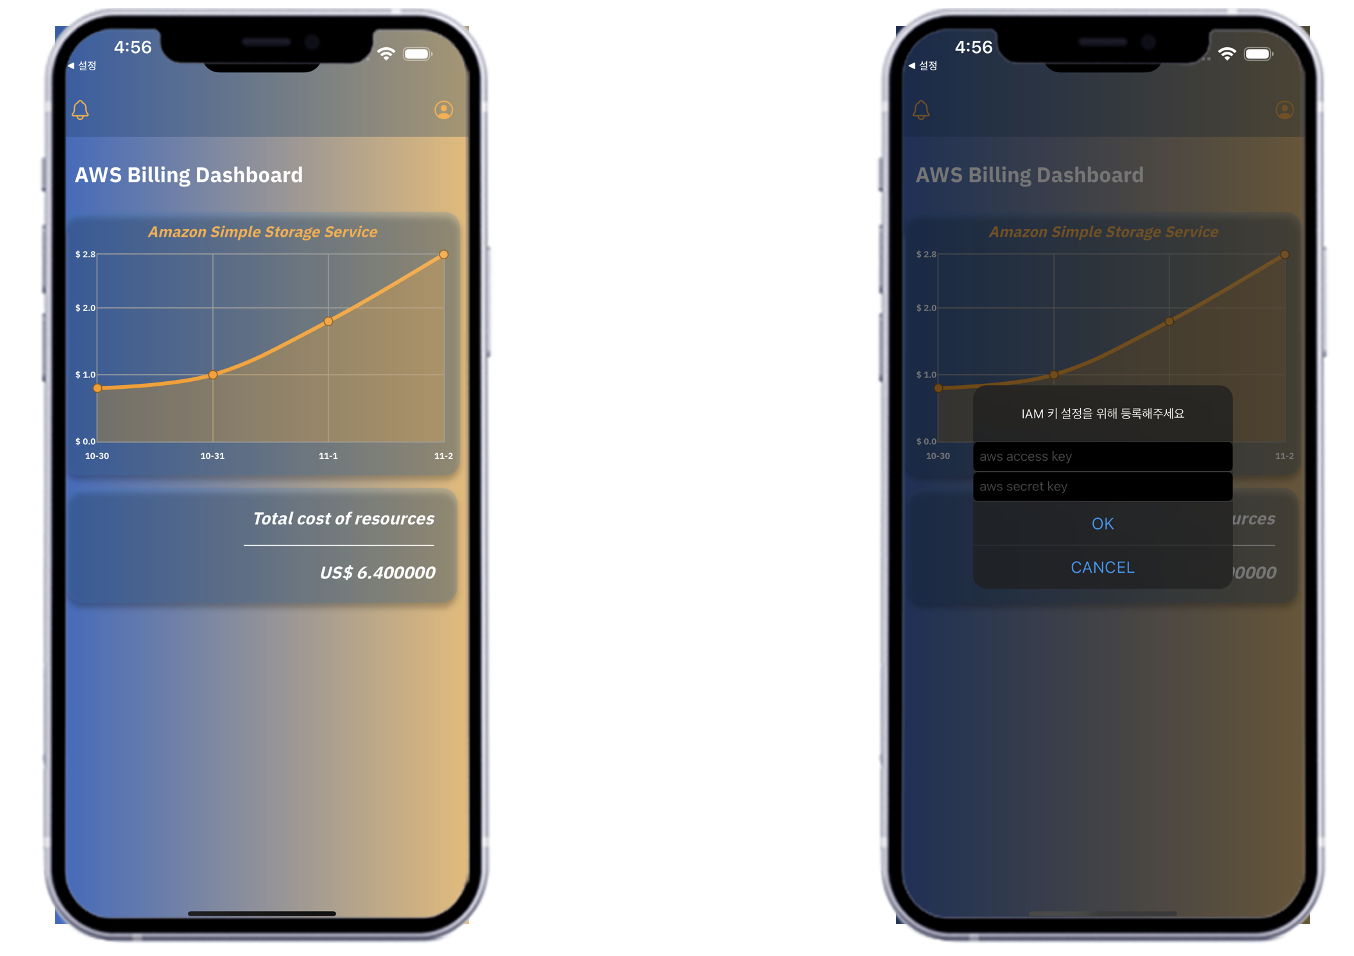 4:56
◀ 설정
AWS Billing Dashboard
Amazon Simple Storage Service
$ 2.8
$ 2.0
$ 1.0
$ 0.0
10-30
10-31
11-1
11-2
Total cost of resources
US$ 6.400000
4:56
◀ 설정
AWS Billing Dashboard
Amazon Simple Storage Service
$ 2.8
$ 2.0
$ 1.0
$ 0.0
10-30
11-2
IAM 키 설정을 위해 등록해주세요
aws access key
aws secret key
OK
CANCEL
urces
0000